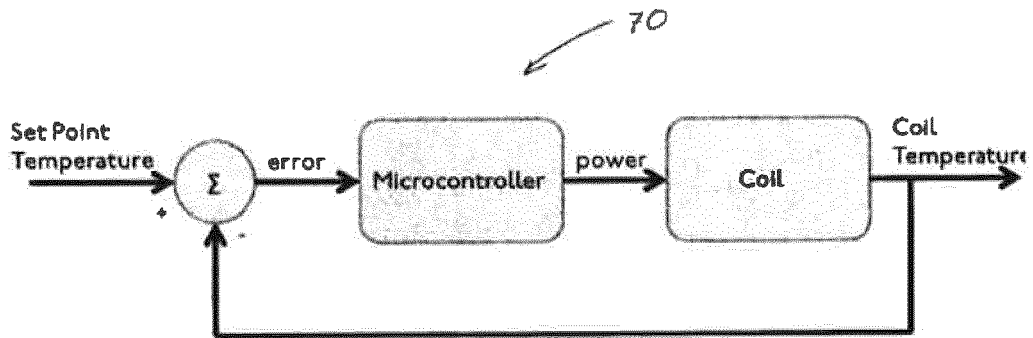 70
Set Point
Temperature
+
Σ
-
error
Microcontroller
power
Coil
Coil
Temperature